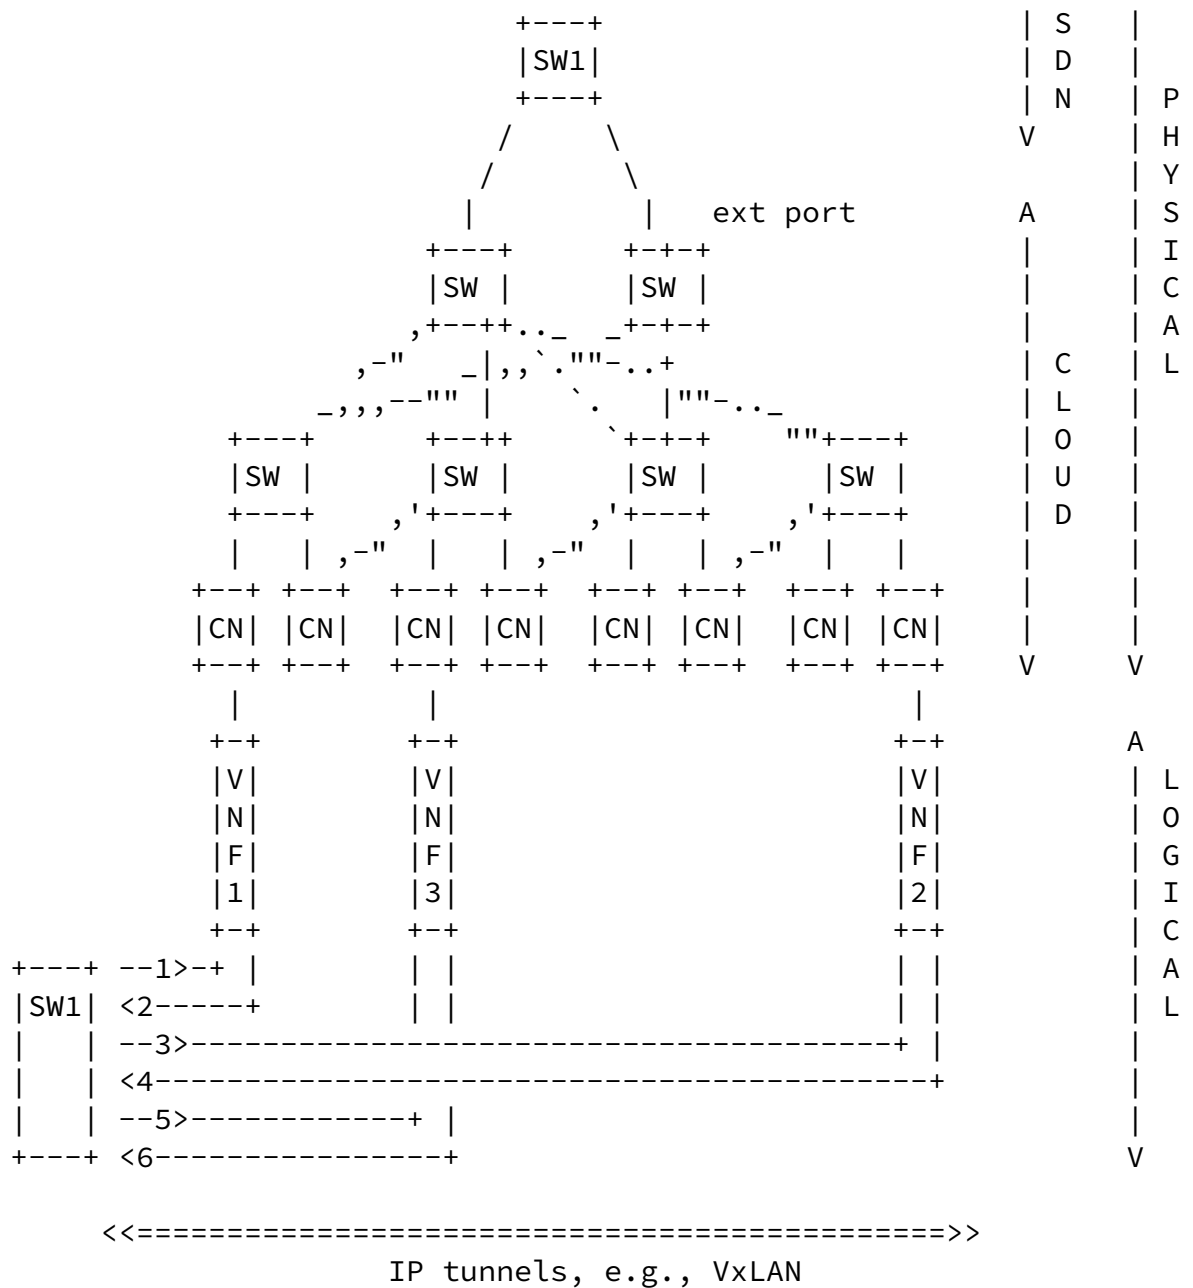 +---+                       | S   |
|SW1|                       | D   |
+---+                       | N   | P
/     \                      V     | H
/       \                           | Y
|         |   ext port         A     | S
+---+      +-+-+                 |     | I
|SW |      |SW |                 |     | C
,+--++.._  _+-+-+                 |     | A
,-"   _|,,`.""-..+                   | C   | L
_,,,--"" |    `.   |""-.._             | L   |
+---+      +--++     `+-+-+    ""+---+      | O   |
|SW |      |SW |      |SW |      |SW |      | U   |
+---+    ,'+---+    ,'+---+    ,'+---+      | D   |
|   | ,-"  |   | ,-"  |   | ,-"  |   |      |     |
+--+ +--+  +--+ +--+  +--+ +--+  +--+ +--+    |     |
|CN| |CN|  |CN| |CN|  |CN| |CN|  |CN| |CN|    |     |
+--+ +--+  +--+ +--+  +--+ +--+  +--+ +--+    V     V
|          |                          |
+-+        +-+                        +-+          A
|V|        |V|                        |V|          | L
|N|        |N|                        |N|          | O
|F|        |F|                        |F|          | G
|1|        |3|                        |2|          | I
+-+        +-+                        +-+          | C
+---+ --1>-+ |        | |                        | |          | A
|SW1| <2-----+        | |                        | |          | L
|   | --3>---------------------------------------+ |          |
|   | <4-------------------------------------------+          |
|   | --5>------------+ |                                     |
+---+ <6----------------+                                     V
<<=============================================>>
IP tunnels, e.g., VxLAN